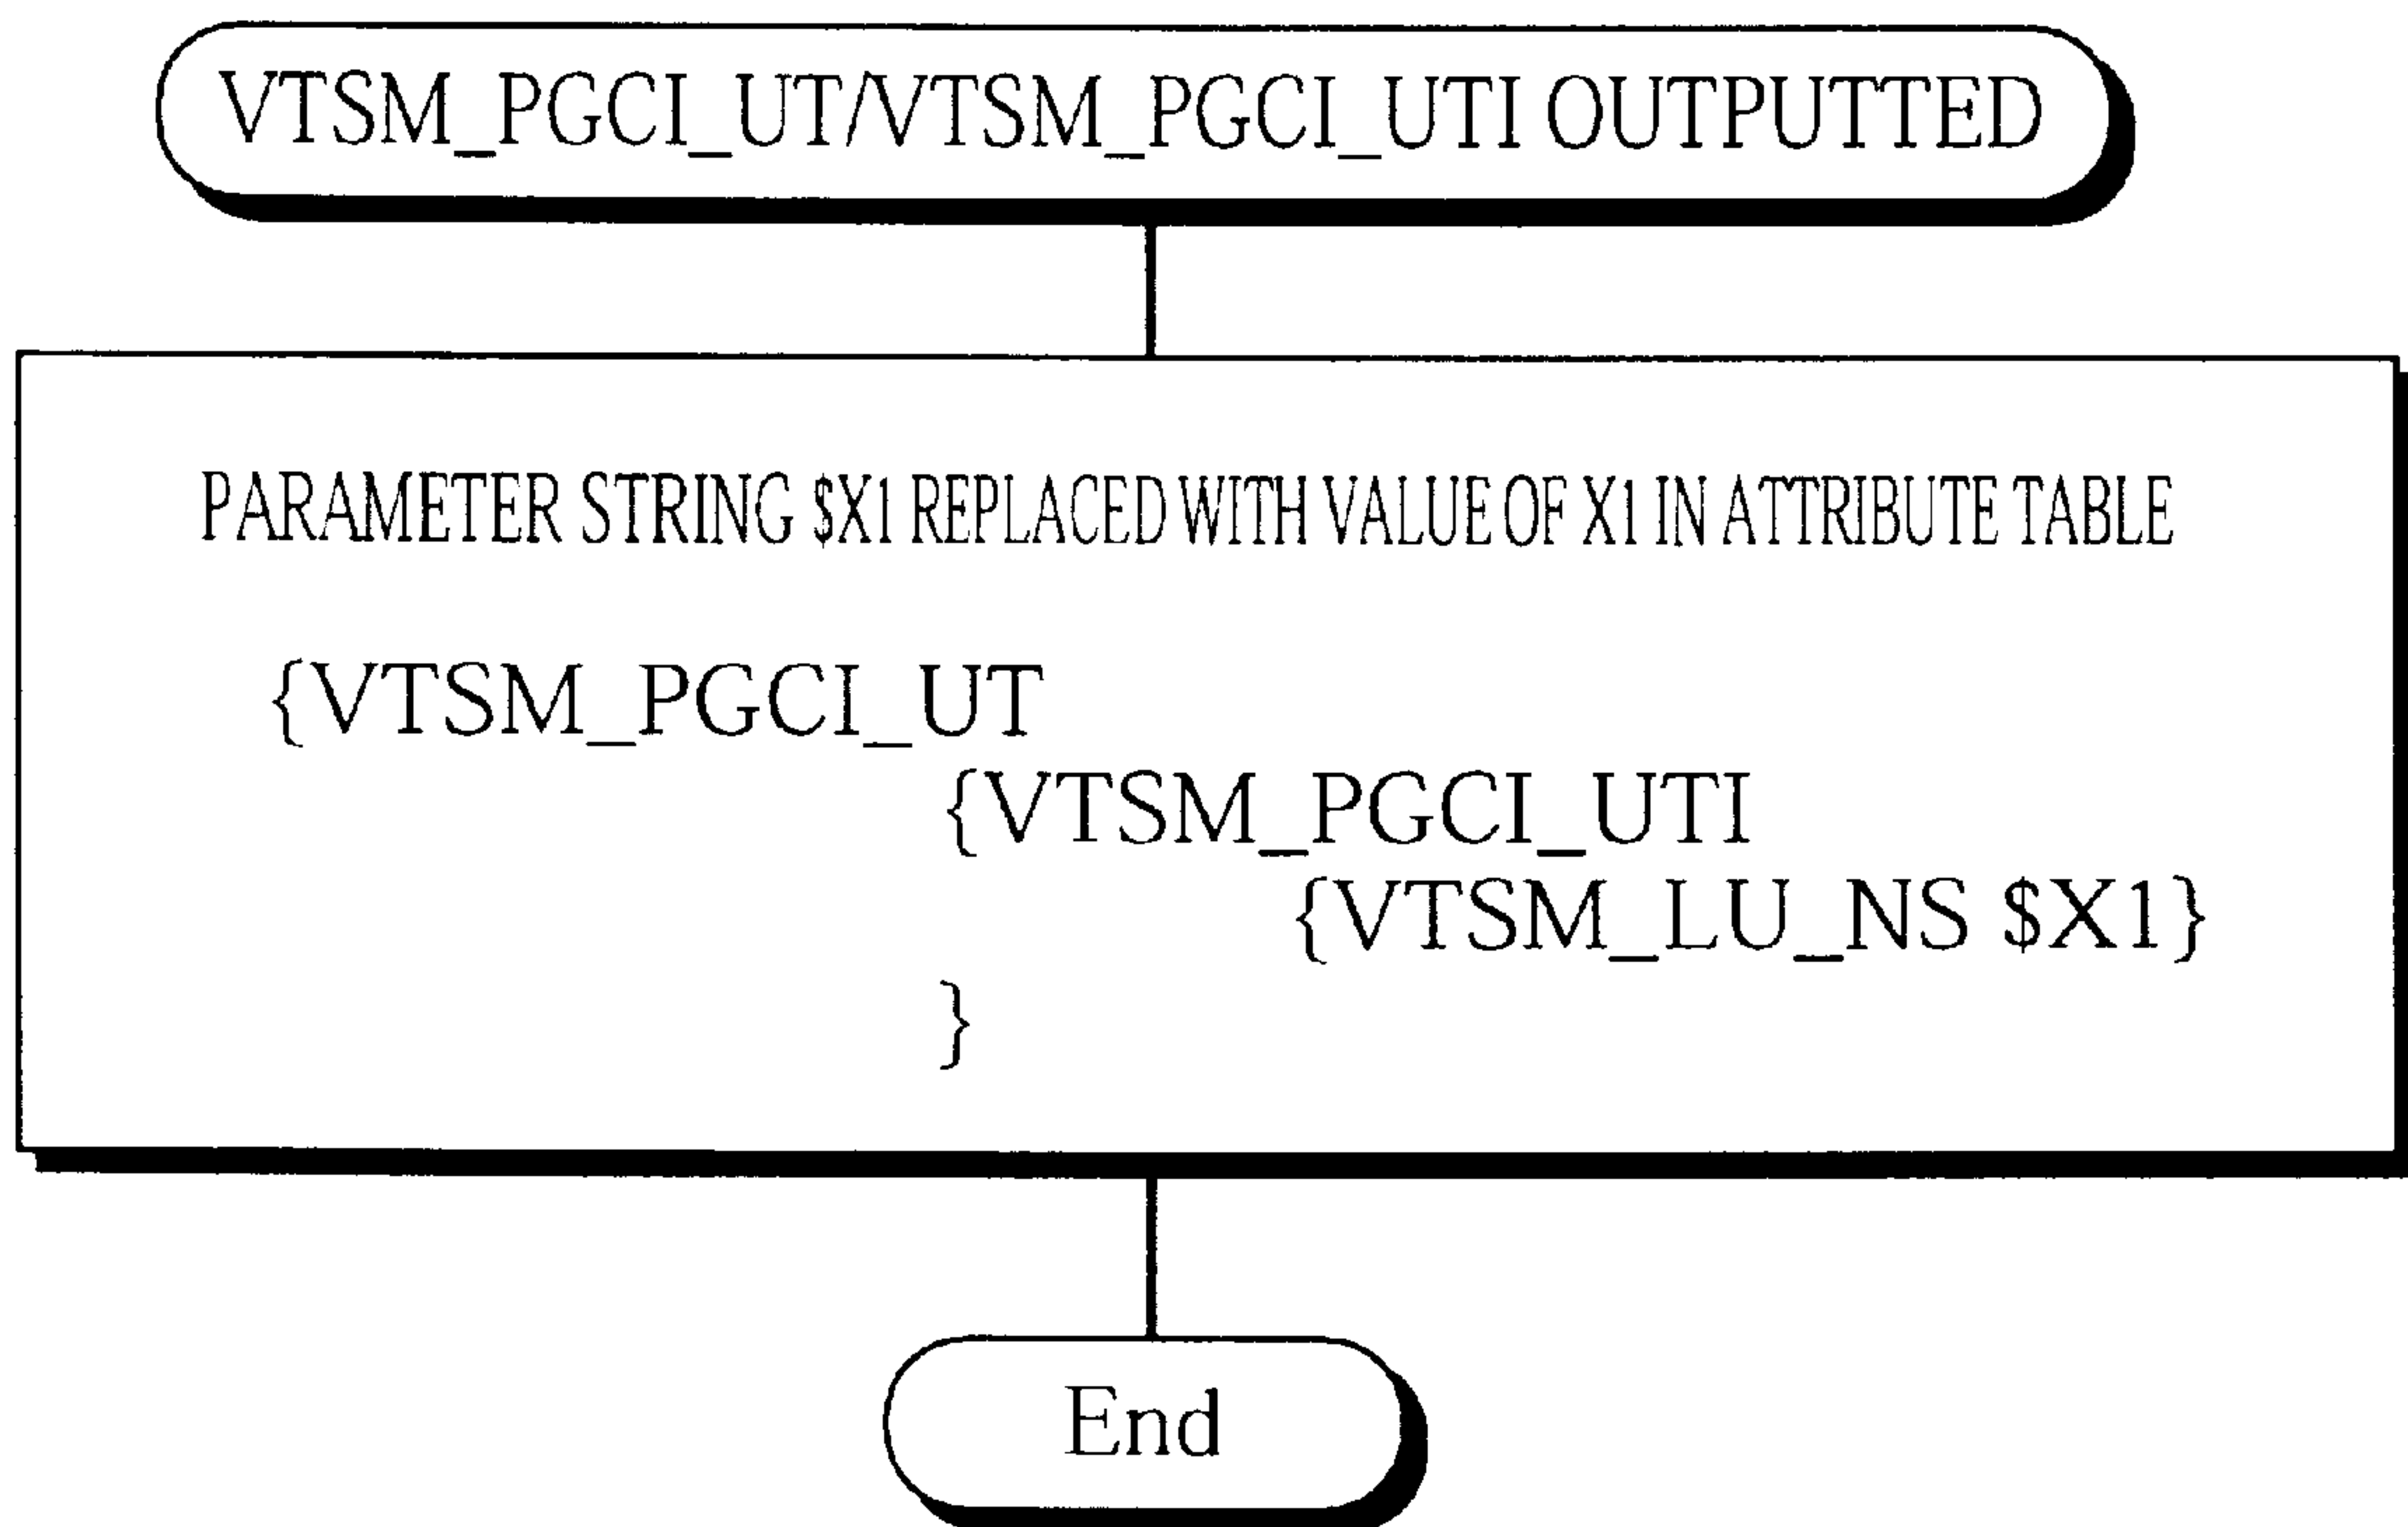 VTSM_PGCI_UT/VTSM_PGCI_UTI OUTPUTTED
PARAMETER STRING $X1 REPLACED WITH VALUE OF X1 IN ATTRIBUTE TABLE
{VTSM_PGCI_UT
{VTSM_PGCI_UTI
{VTSM_LU_NS $X1}
}
End